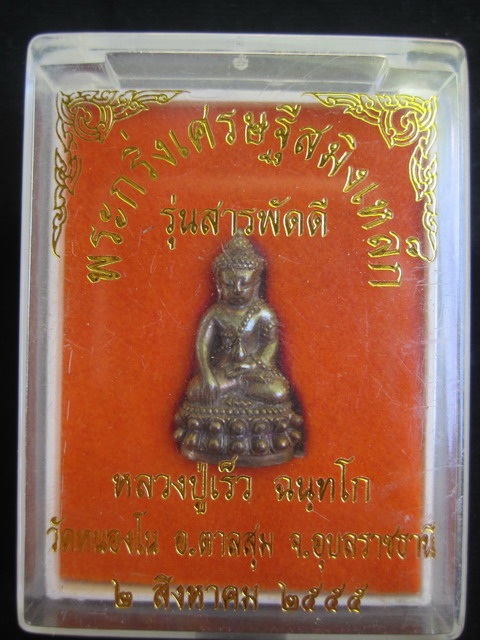 พระกริ่งเศรษฐีสมิงเหล็ก
รุ่นสารพัดดี
หลวงปู่เร็ว ฉนฺทโก
วัดหนองโน อ.ตาลสุม จ.อุบลราชธานี
๒ สิงหาคม ๒๕๕๕